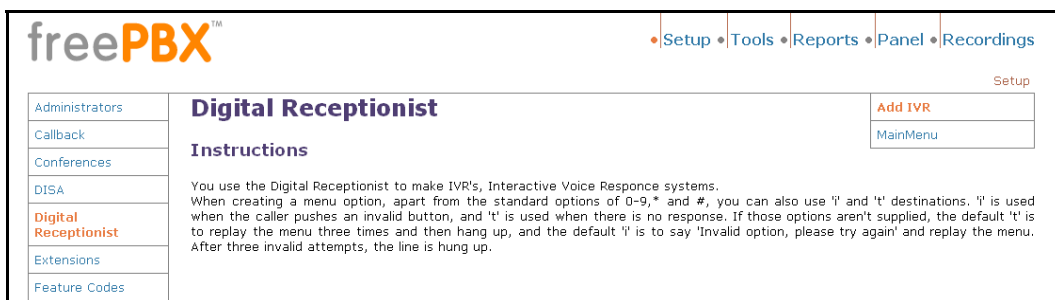 freePBX™
Setup
Tools
Reports
Panel
Recordings
Setup
Administrators
Callback
Conferences
DISA
Digital
Receptionist
Extensions
Feature Codes
Digital Receptionist
Instructions
You use the Digital Receptionist to make IVR's, Interactive Voice Responce systems.
When creating a menu option, apart from the standard options of 0-9,* and #, you can also use 'i' and 't' destinations. 'i' is used
when the caller pushes an invalid button, and 't' is used when there is no response. If those options aren't supplied, the default 't' is
to replay the menu three times and then hang up, and the default 'i' is to say 'Invalid option, please try again' and replay the menu.
After three invalid attempts, the line is hung up.
Add IVR
MainMenu